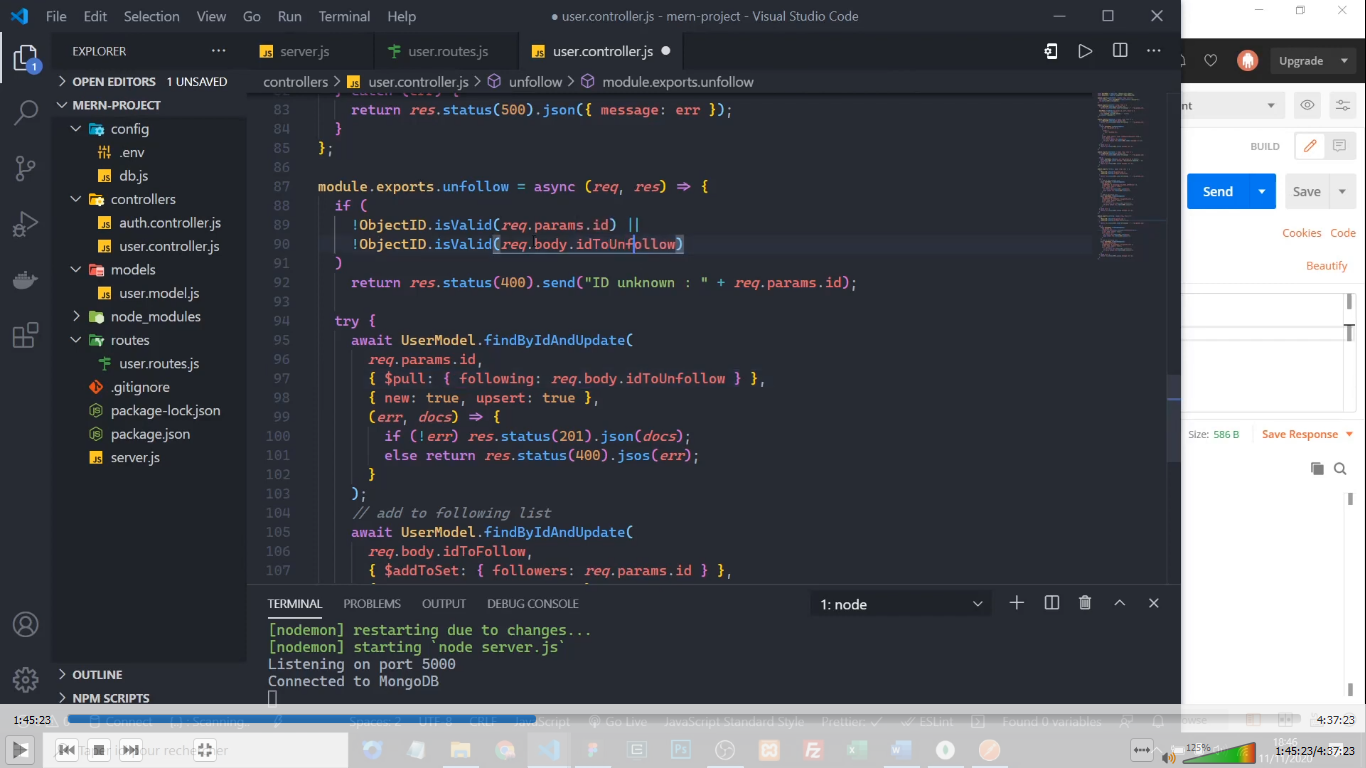 File Edit Selection View Go Run Terminal Help
● user.controller.js - mern-project - Visual Studio Code
EXPLORER
server.js user.routes.js user.controller.js
Upgrade
OPEN EDITORS 1 UNSAVED
MERN-PROJECT
config
.env
db.js
controllers
auth.controller.js
user.controller.js
models
user.model.js
node_modules
routes
user.routes.js
.gitignore
package-lock.json
package.json
server.js
OUTLINE
NPM SCRIPTS
1
controllers > user.controller.js > unfollow > module.exports.unfollow
83 return res.status(500).json({ message: err });
84 }
85 };
86
87 module.exports.unfollow = async (req, res) => {
88 if (
89 !ObjectID.isValid(req.params.id) ||
90 !ObjectID.isValid(req.body.idToUnfollow)
91 )
92 return res.status(400).send("ID unknown : " + req.params.id);
93
94 try {
95 await UserModel.findByIdAndUpdate(
96 req.params.id,
97 { $pull: { following: req.body.idToUnfollow } },
98 { new: true, upsert: true },
99 (err, docs) => {
100 if (!err) res.status(201).json(docs);
101 else return res.status(400).jsos(err);
102 }
103 );
104 // add to following list
105 await UserModel.findByIdAndUpdate(
106 req.body.idToFollow,
107 { $addToSet: { followers: req.params.id } },
TERMINAL PROBLEMS OUTPUT DEBUG CONSOLE 1: node
[nodemon] restarting due to changes...
[nodemon] starting `node server.js`
Listening on port 5000
Connected to MongoDB
BUILD
Send Save
Cookies Code
Beautify
Size: 586 B Save Response
1:45:23 4:37:23
Connect Scanning... Spaces: 2 UTF-8 CRLF JavaScript Go Live JavaScript Standard Style Prettier: ✓ ESLint Found 0 variables
Taper ici pour rechercher
125%
1:45:23/4:37:23
11/11/2020